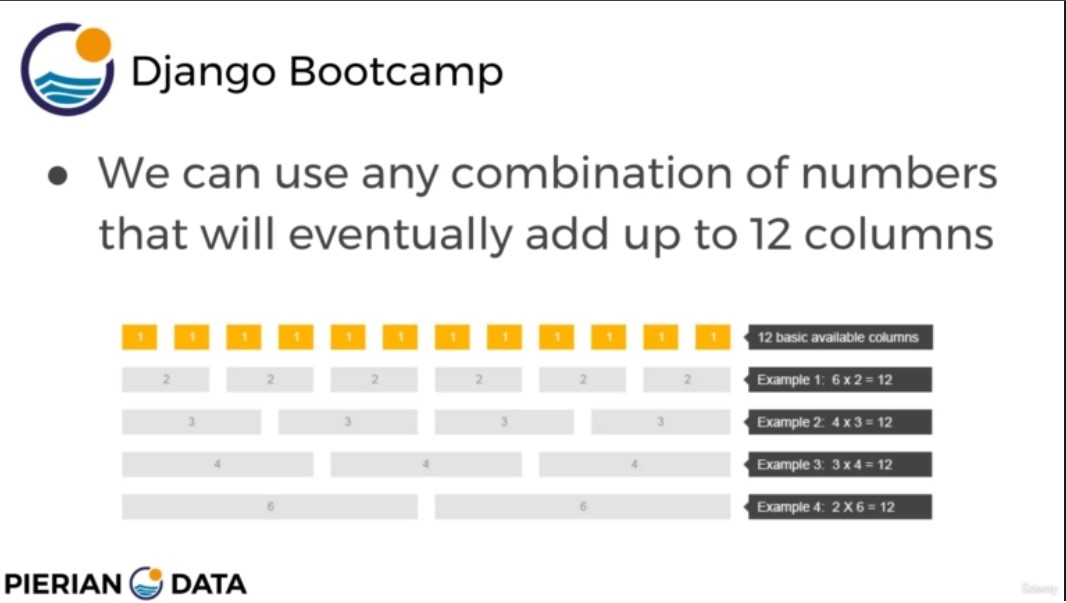 Django Bootcamp
● We can use any combination of numbers
that will eventually add up to 12 columns
1 1 1 1 1 1 1 1 1 1 1 1 12 basic available columns
2 2 2 2 2 2 Example 1: 6 x 2 = 12
3 3 3 3 Example 2: 4 x 3 = 12
4 4 4 Example 3: 3 x 4 = 12
6 6 Example 4: 2 X 6 = 12
PIERIAN DATA
Udemy